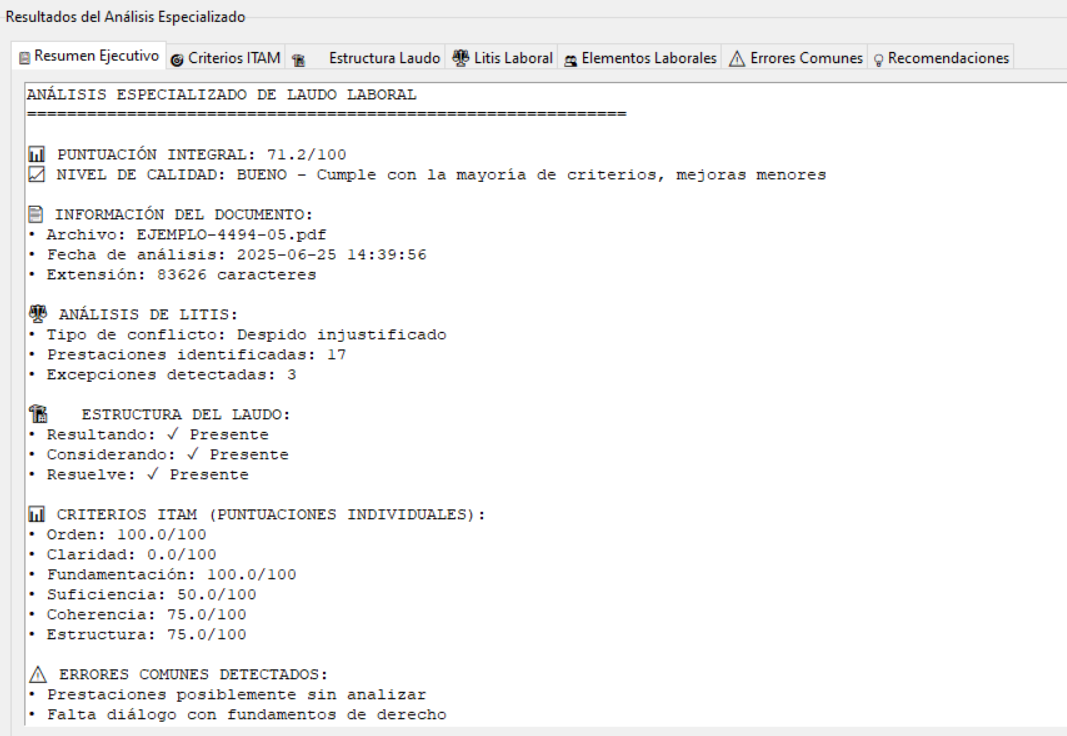 Resultados del Análisis Especializado
Resumen Ejecutivo Criterios ITAM Estructura Laudo Litis Laboral Elementos Laborales Errores Comunes Recomendaciones
ANÁLISIS ESPECIALIZADO DE LAUDO LABORAL
============================================================
PUNTUACIÓN INTEGRAL: 71.2/100
NIVEL DE CALIDAD: BUENO - Cumple con la mayoría de criterios, mejoras menores
INFORMACIÓN DEL DOCUMENTO:
• Archivo: EJEMPLO-4494-05.pdf
• Fecha de análisis: 2025-06-25 14:39:56
• Extensión: 83626 caracteres
ANÁLISIS DE LITIS:
• Tipo de conflicto: Despido injustificado
• Prestaciones identificadas: 17
• Excepciones detectadas: 3
ESTRUCTURA DEL LAUDO:
• Resultando: ✓ Presente
• Considerando: ✓ Presente
• Resuelve: ✓ Presente
CRITERIOS ITAM (PUNTUACIONES INDIVIDUALES):
• Orden: 100.0/100
• Claridad: 0.0/100
• Fundamentación: 100.0/100
• Suficiencia: 50.0/100
• Coherencia: 75.0/100
• Estructura: 75.0/100
ERRORES COMUNES DETECTADOS:
• Prestaciones posiblemente sin analizar
• Falta diálogo con fundamentos de derecho